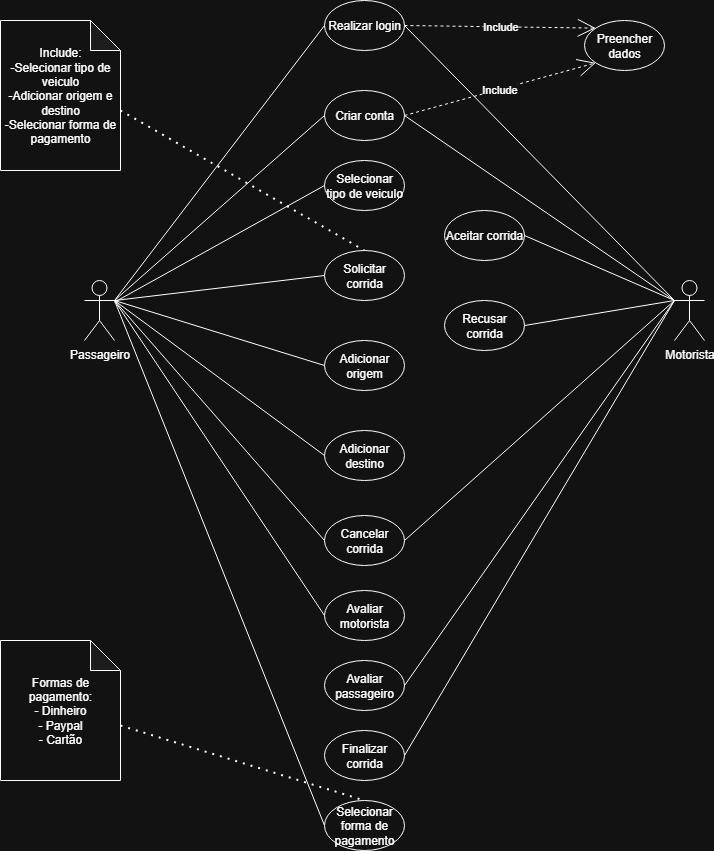 Realizar login
Include
Preencher
dados
Include:
-Selecionar tipo de
veiculo
-Adicionar origem e
destino
-Selecionar forma de
pagamento
Include
Criar conta
Selecionar
tipo de veiculo
Aceitar corrida
Solicitar
corrida
Recusar
corrida
Passageiro
Motorista
Adicionar
origem
Adicionar
destino
Cancelar
corrida
Avaliar
motorista
Avaliar
passageiro
Formas de
pagamento:
- Dinheiro
- Paypal
- Cartão
Finalizar
corrida
Selecionar
forma de
pagamento